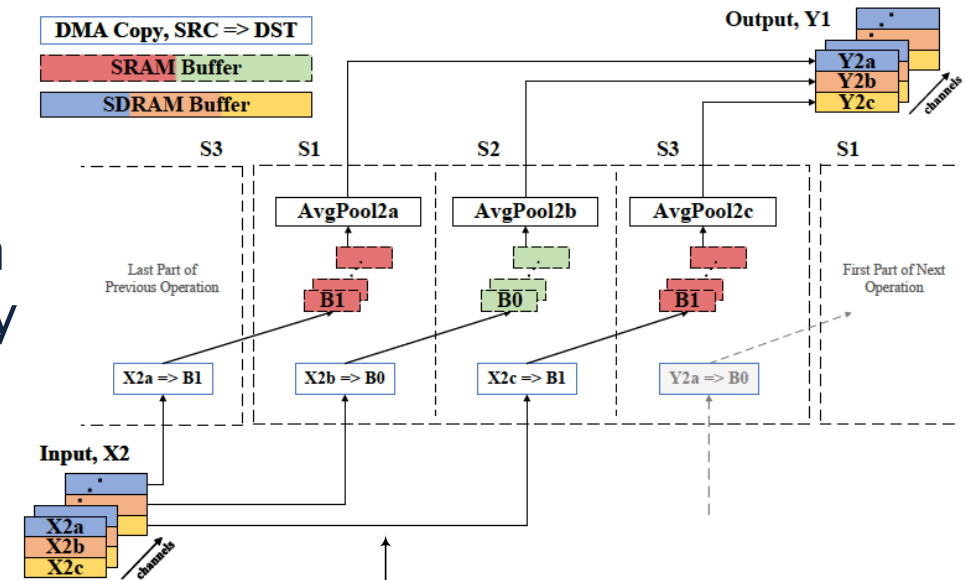 DMA Copy, SRC => DST
SRAM Buffer
SDRAM Buffer
Output, Y1
Y2a
Y2b
Y2c
channels
S3
S1
S2
S3
S1
AvgPool2a
AvgPool2b
AvgPool2c
Last Part of
Previous Operation
First Part of Next
Operation
B1
B0
B1
X2a => B1
X2b => B0
X2c => B1
Y2a => B0
Input, X2
X2a
X2b
X2c
channels
n
y